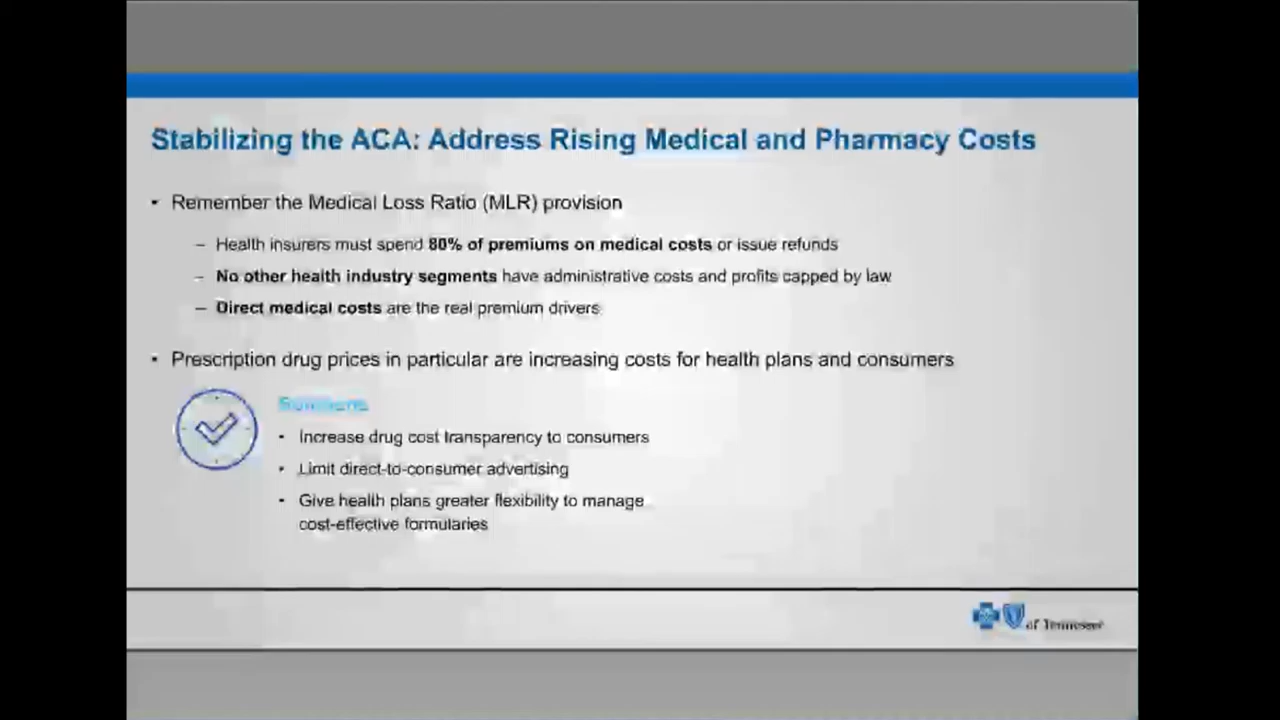 Stabilizing the ACA: Address Rising Medical and Pharmacy Costs
• Remember the Medical Loss Ratio (MLR) provision
– Health insurers must spend 80% of premiums on medical costs or issue refunds
– No other health industry segments have administrative costs and profits capped by law
– Direct medical costs are the real premium drivers
• Prescription drug prices in particular are increasing costs for health plans and consumers
Solutions
• Increase drug cost transparency to consumers
• Limit direct-to-consumer advertising
• Give health plans greater flexibility to manage
cost-effective formularies
of Tennessee